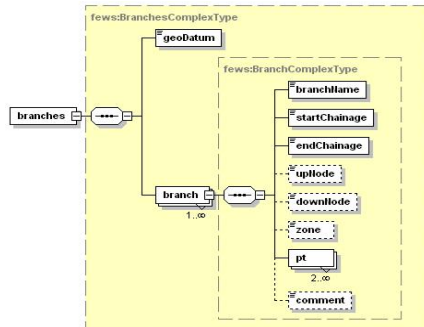 fews:BranchesComplexType
geoDatum
fews:BranchComplexType
branches
branch
1..∞
branchName
startChainage
endChainage
upNode
downNode
zone
pt
2..∞
comment